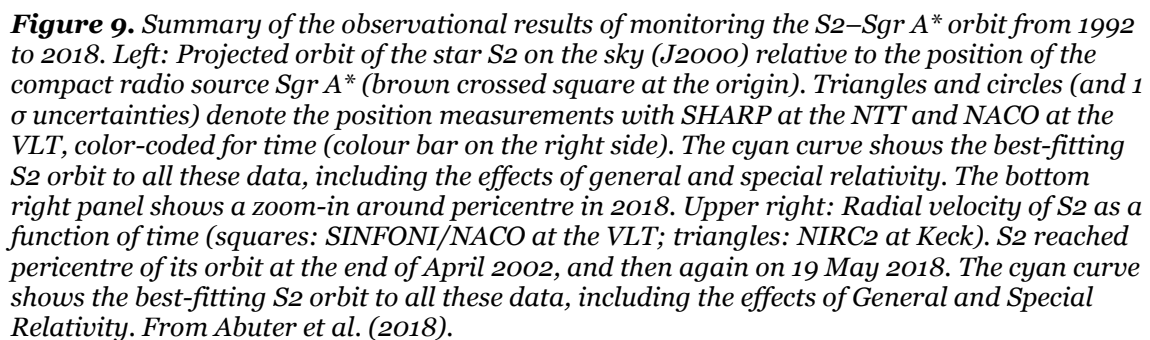 Figure 9. Summary of the observational results of monitoring the S2–Sgr A* orbit from 1992
to 2018. Left: Projected orbit of the star S2 on the sky (J2000) relative to the position of the
compact radio source Sgr A* (brown crossed square at the origin). Triangles and circles (and 1
σ uncertainties) denote the position measurements with SHARP at the NTT and NACO at the
VLT, color-coded for time (colour bar on the right side). The cyan curve shows the best-fitting
S2 orbit to all these data, including the effects of general and special relativity. The bottom
right panel shows a zoom-in around pericentre in 2018. Upper right: Radial velocity of S2 as a
function of time (squares: SINFONI/NACO at the VLT; triangles: NIRC2 at Keck). S2 reached
pericentre of its orbit at the end of April 2002, and then again on 19 May 2018. The cyan curve
shows the best-fitting S2 orbit to all these data, including the effects of General and Special
Relativity. From Abuter et al. (2018).